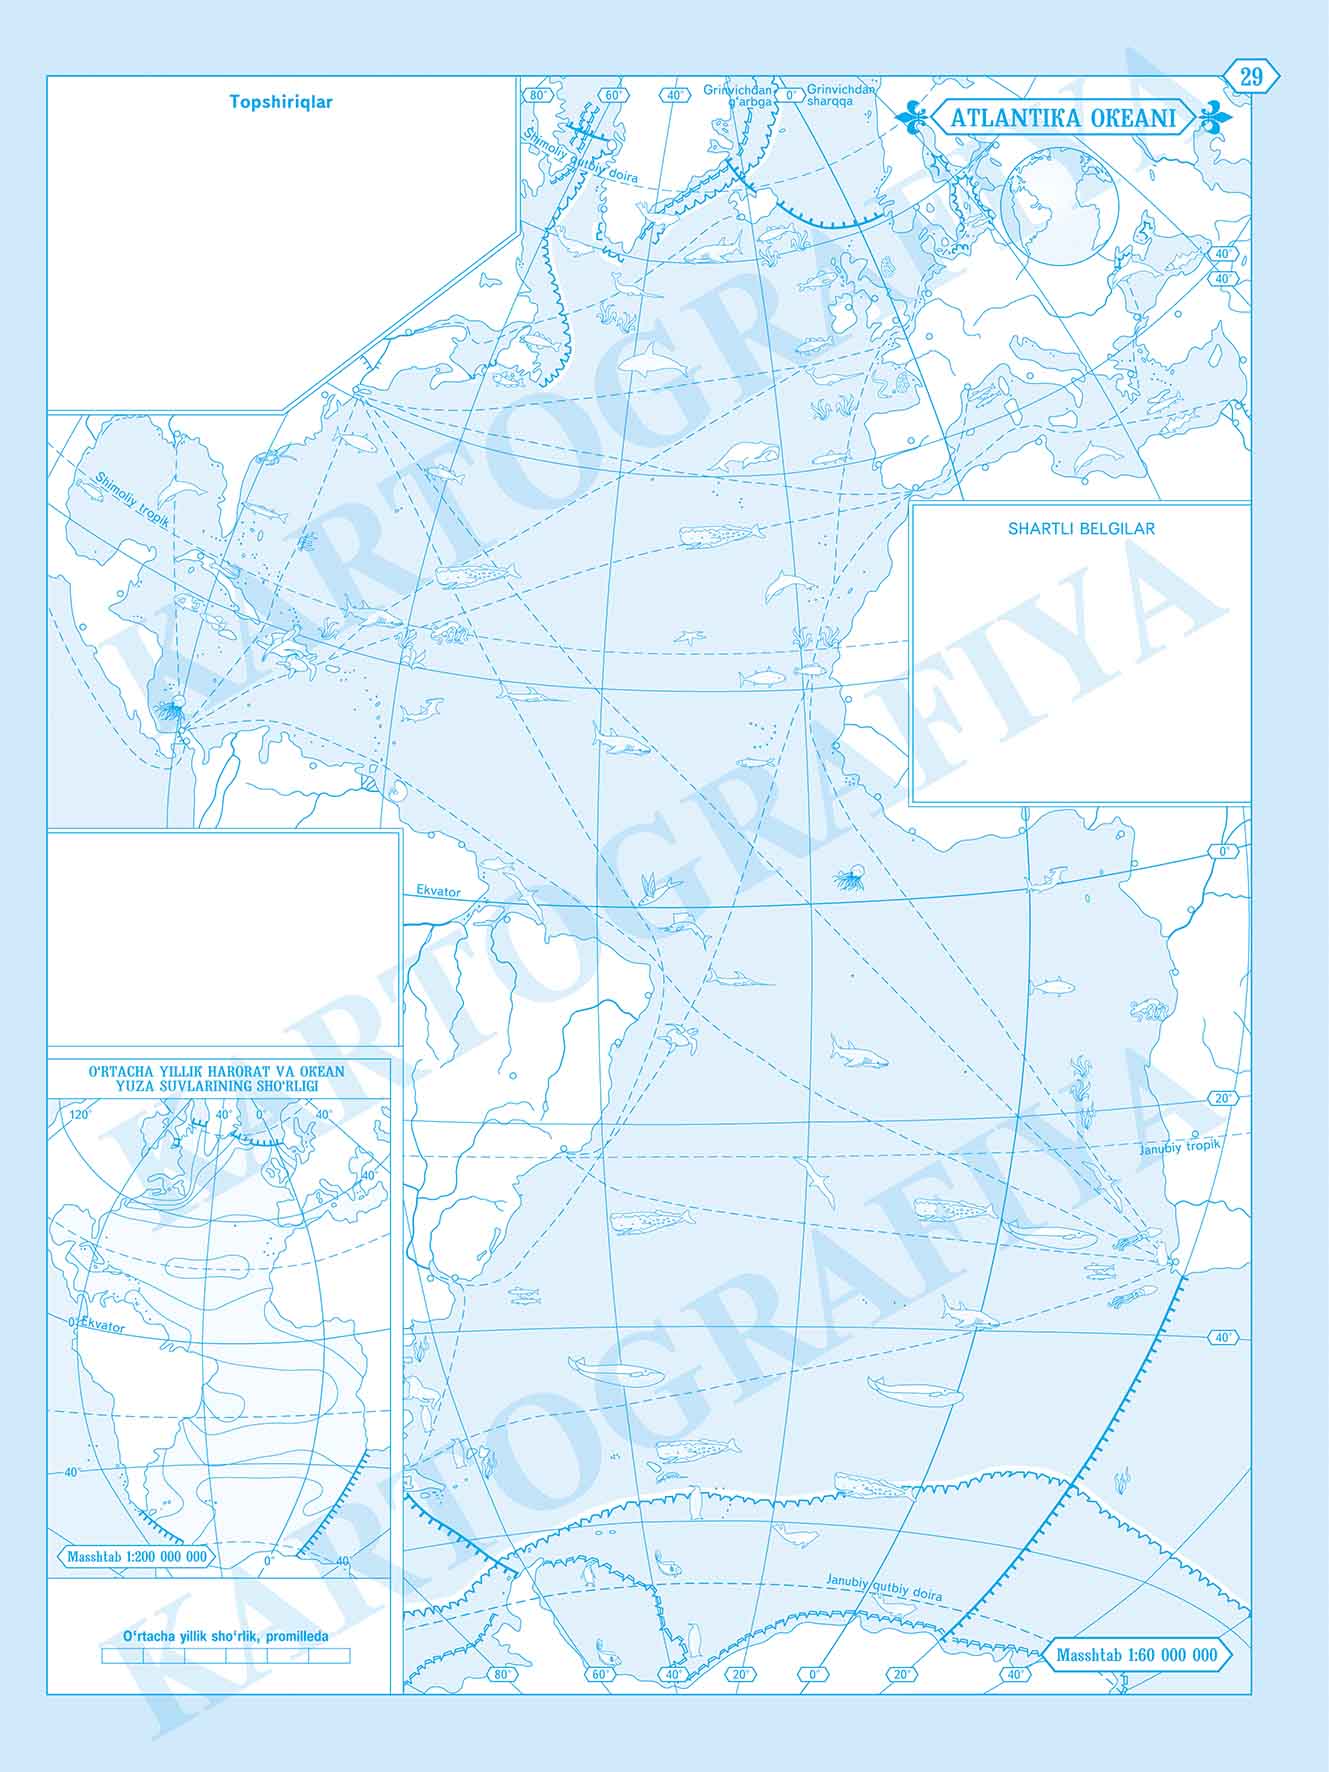 29
Topshiriqlar
80°
60°
40°
Grinvichdan
g‘arbga
0°
Grinvichdan
sharqqa
ATLANTIKA OKEANI
Shimoliy qutbiy doira
40°
40°
Shimoliy tropik
SHARTLI BELGILAR
Ekvator
0°
20°
Janubiy tropik
40°
O‘RTACHA YILLIK HARORAT VA OKEAN
YUZA SUVLARINING SHO‘RLIGI
120°
40°
0°
40°
40°
0°
Ekvator
40°
Masshtab 1:200 000 000
0°
40
O‘rtacha yillik sho‘rlik, promilleda
Janubiy qutbiy doira
80°
60°
40°
20°
0°
20°
40°
Masshtab 1:60 000 000
KARTOGRAFIYA
KARTOGRAFIYA
KARTOGRAFIYA
KARTOGRAFIYA